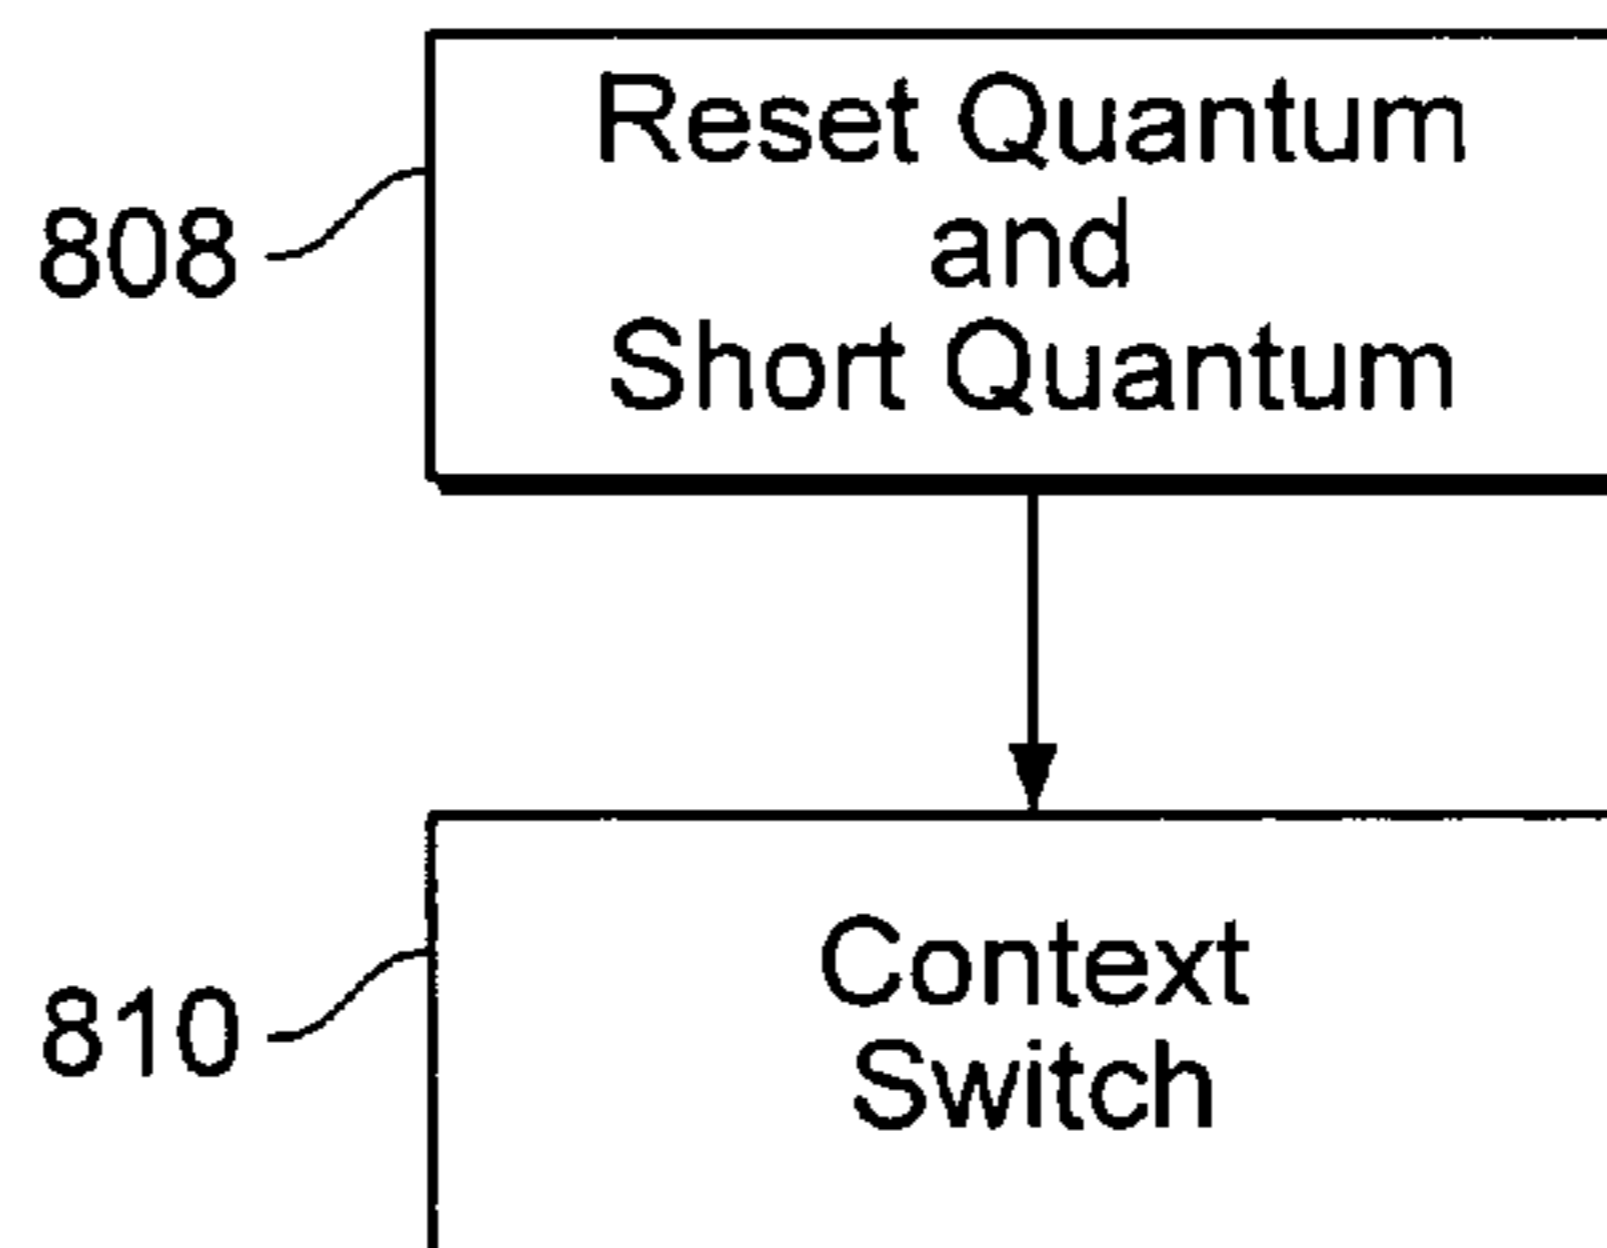 Reset Quantum
and
808
Short Quantum
Context
810
Switch